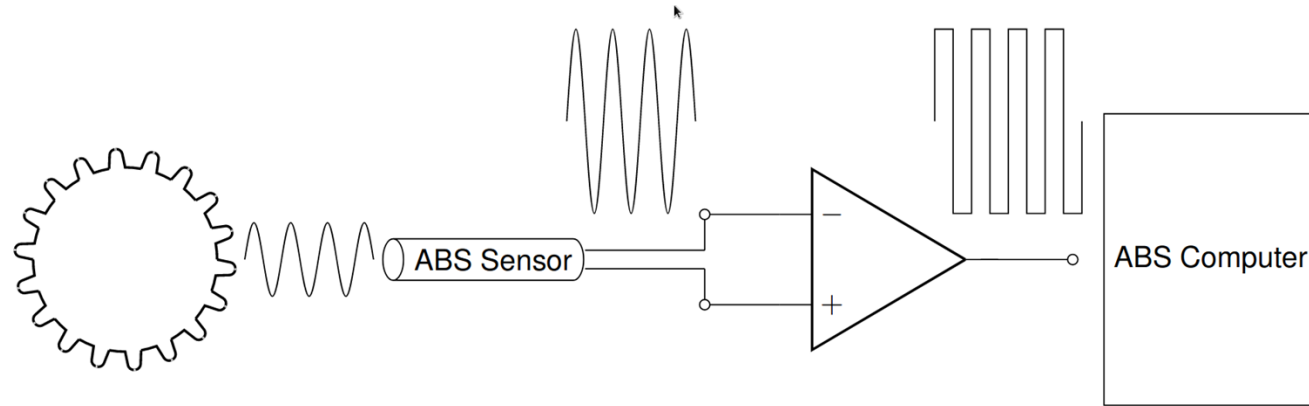 ABS Sensor
−
+
ABS Computer